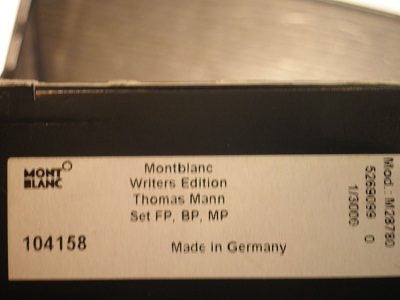 MONT
BLANC
Montblanc
Writers Edition
Thomas Mann
Set FP, BP, MP
104158
Made in Germany
Mod.: M28780
5269099 0
1/3000